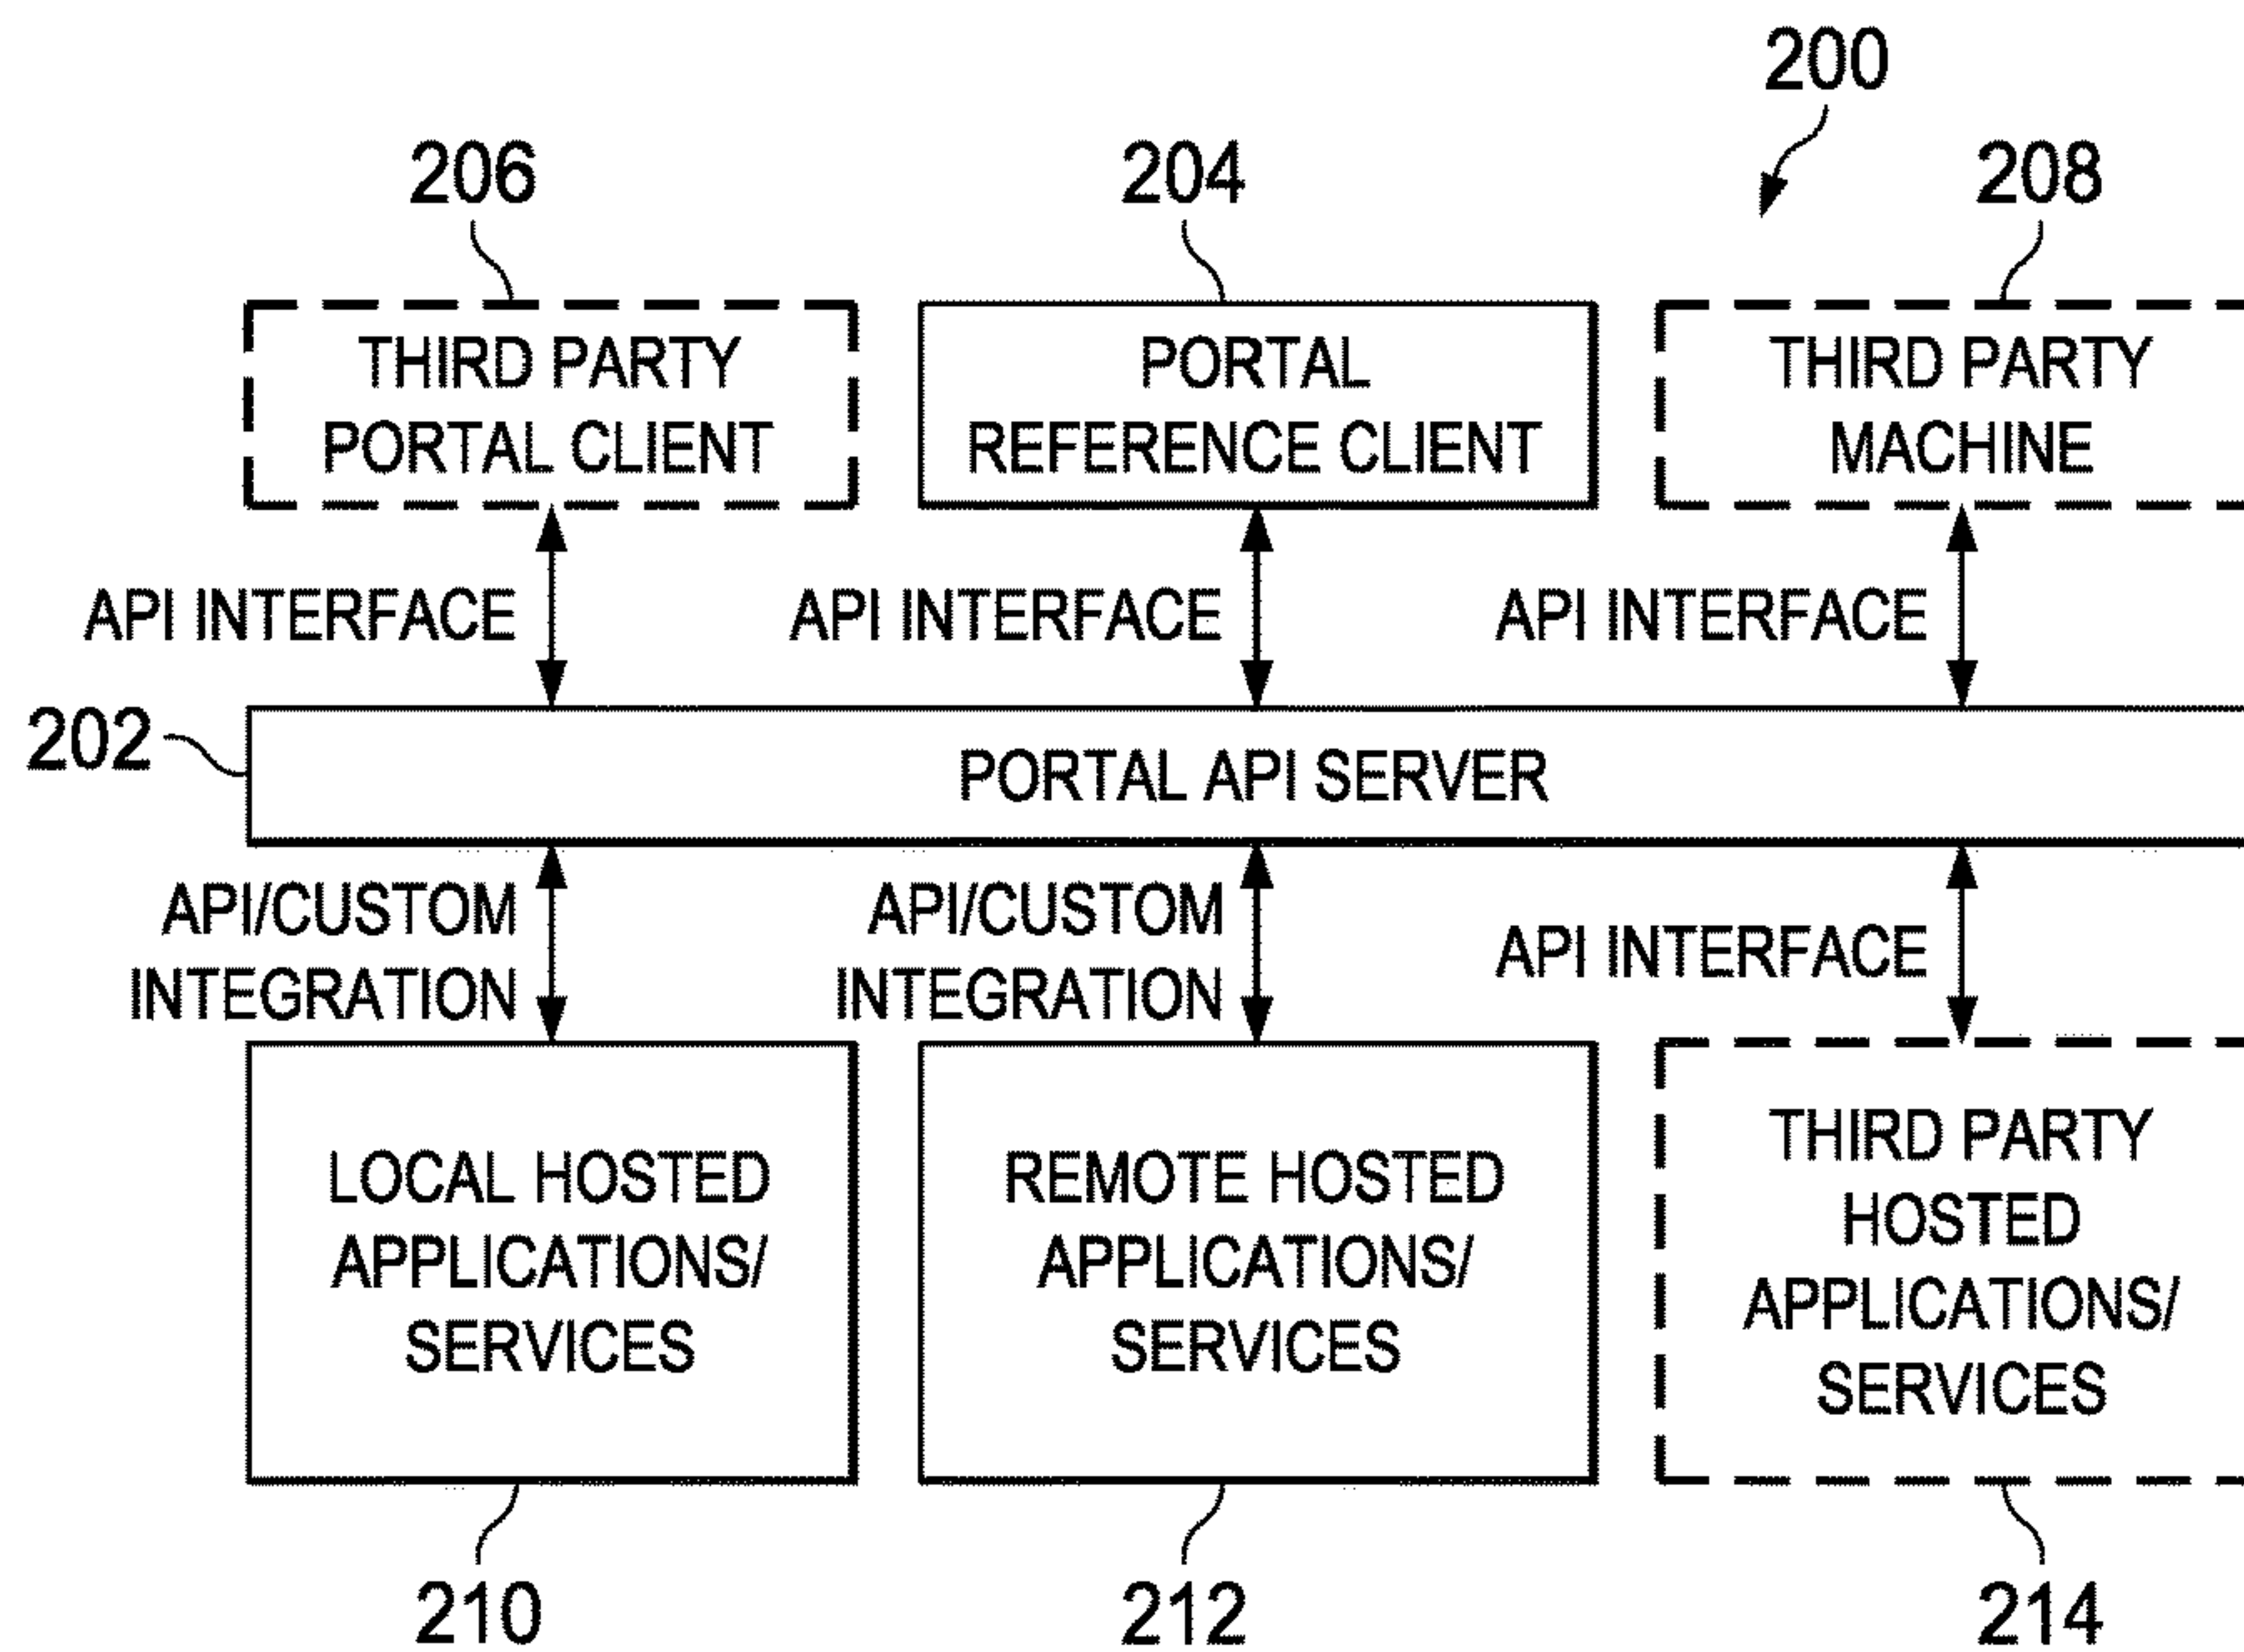 200
206
204
208
THIRD PARTY
PORTAL CLIENT
PORTAL
REFERENCE CLIENT
THIRD PARTY
MACHINE
API INTERFACE
API INTERFACE
API INTERFACE
202
PORTAL API SERVER
API/CUSTOM
INTEGRATION
API/CUSTOM
INTEGRATION
API INTERFACE
LOCAL HOSTED
APPLICATIONS/
SERVICES
REMOTE HOSTED
APPLICATIONS/
SERVICES
THIRD PARTY
HOSTED
APPLICATIONS/
SERVICES
210
212
214